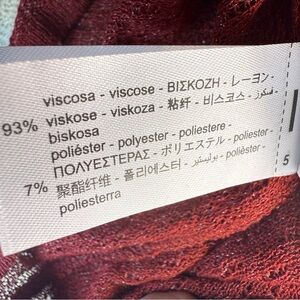 viscosa - viscose - ΒΙΣΚΟΖΗ - レーヨン -
93% viskose - viskoza - 粘纤 - 비스코스 - فسكوز -
biskosa
poliéster - polyester - poliestere -
ΠΟΛΥΕΣΤΕΡΑΣ - ポリエステル - poliester -
7% 聚酯纤维 - 폴리에스터 - بوليستير - polièster -
poliesterra
5